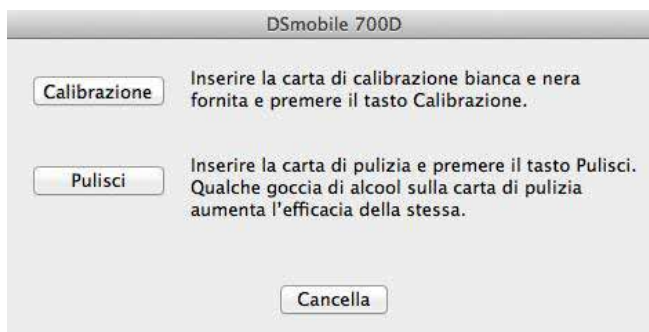 DSmobile 700D
Calibrazione
Inserire la carta di calibrazione bianca e nera
fornita e premere il tasto Calibrazione.
Pulisci
Inserire la carta di pulizia e premere il tasto Pulisci.
Qualche goccia di alcool sulla carta di pulizia
aumenta l'efficacia della stessa.
Cancella